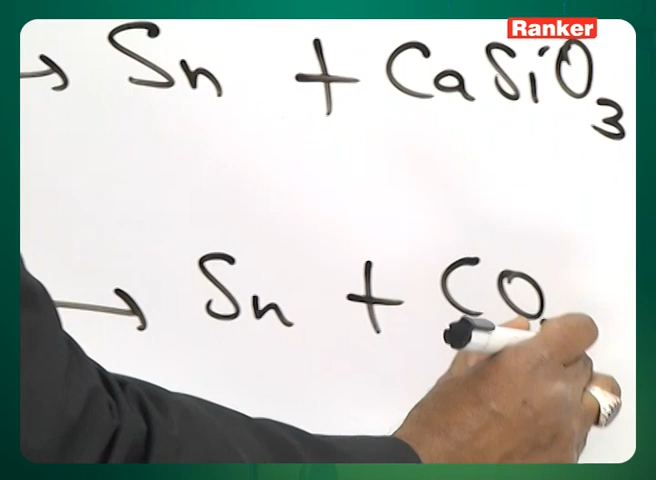 Ranker
→ Sn + CaSiO₃
→ Sn + CO